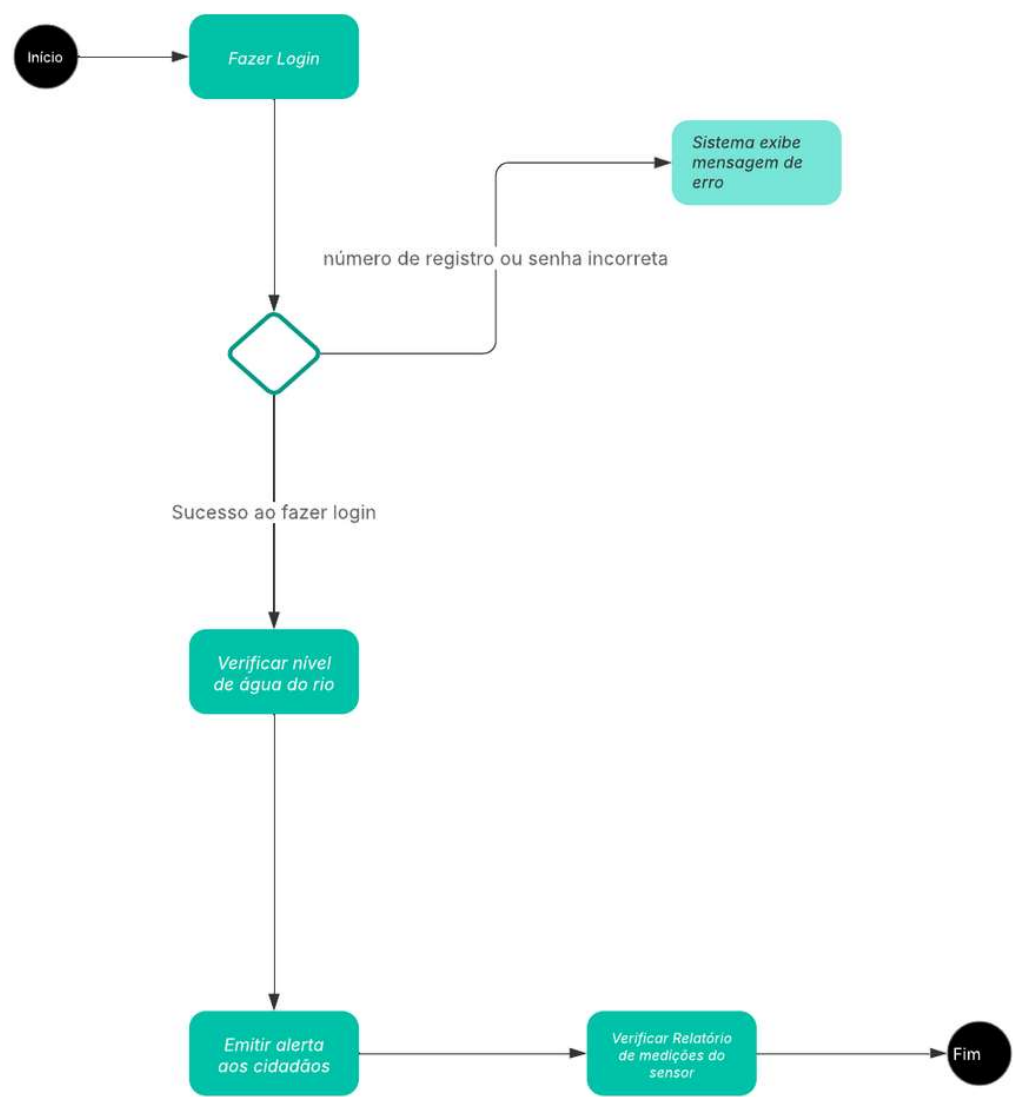 Início
Fazer Login
Sistema exibe
mensagem de
erro
número de registro ou senha incorreta
Sucesso ao fazer login
Verificar nível
de água do rio
Emitir alerta
aos cidadãos
Verificar Relatório
de medições do
sensor
Fim